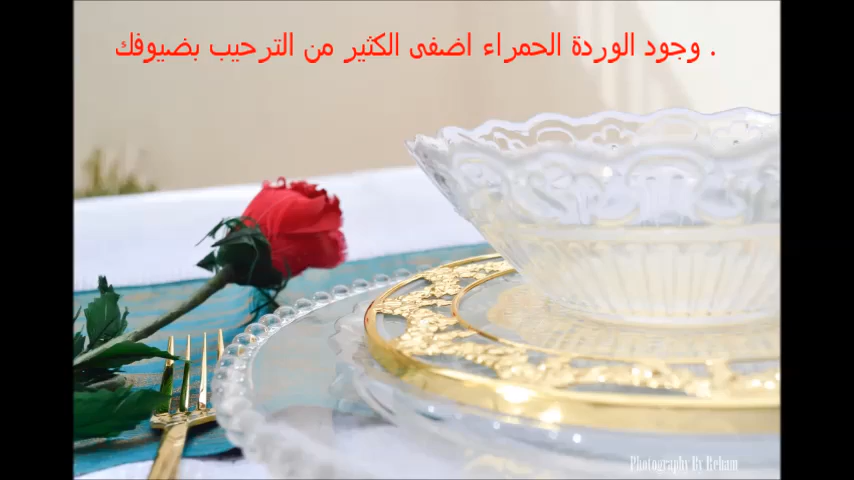 . وجود الوردة الحمراء اضفى الكثير من الترحيب بضيوفك
Photography By Reham